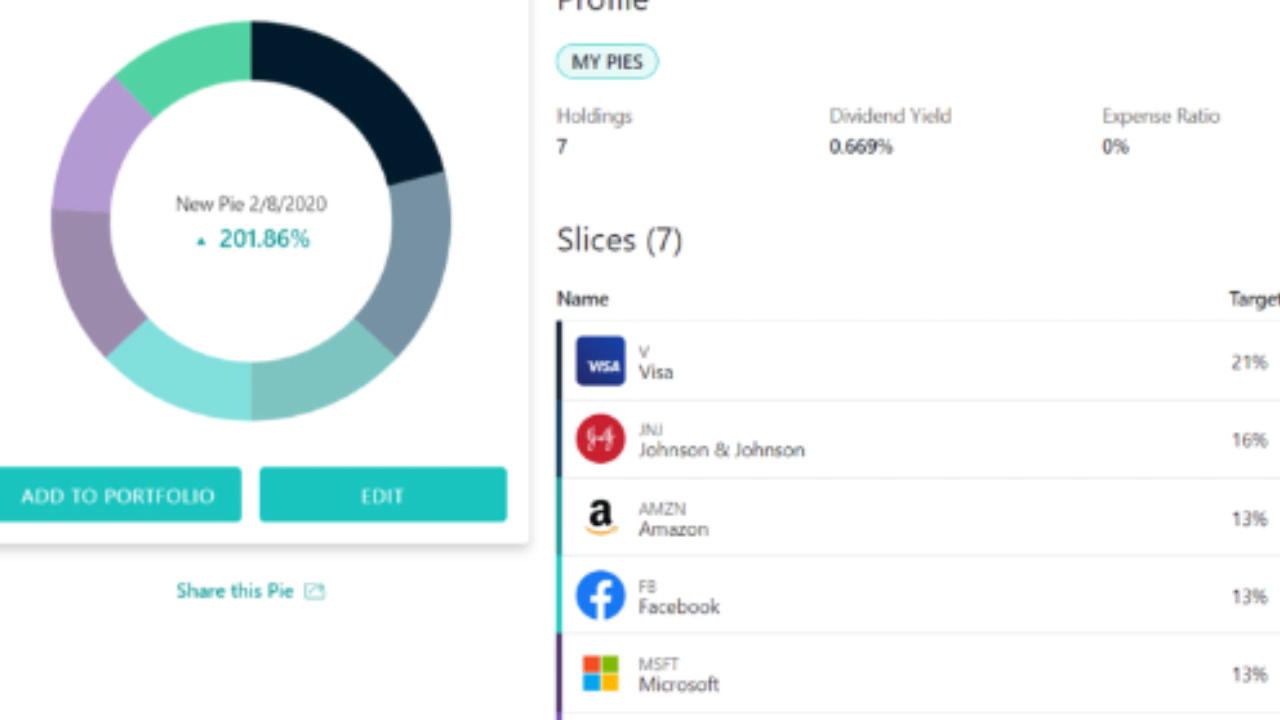 Profile
MY PIES
Holdings
7
Dividend Yield
0.669%
Expense Ratio
0%
New Pie 2/8/2020
▲ 201.86%
ADD TO PORTFOLIO
EDIT
Share this Pie
Slices (7)
Name
Target
VISA
V
Visa
21%
JNJ
Johnson & Johnson
16%
a
AMZN
Amazon
13%
f
FB
Facebook
13%
MSFT
Microsoft
13%